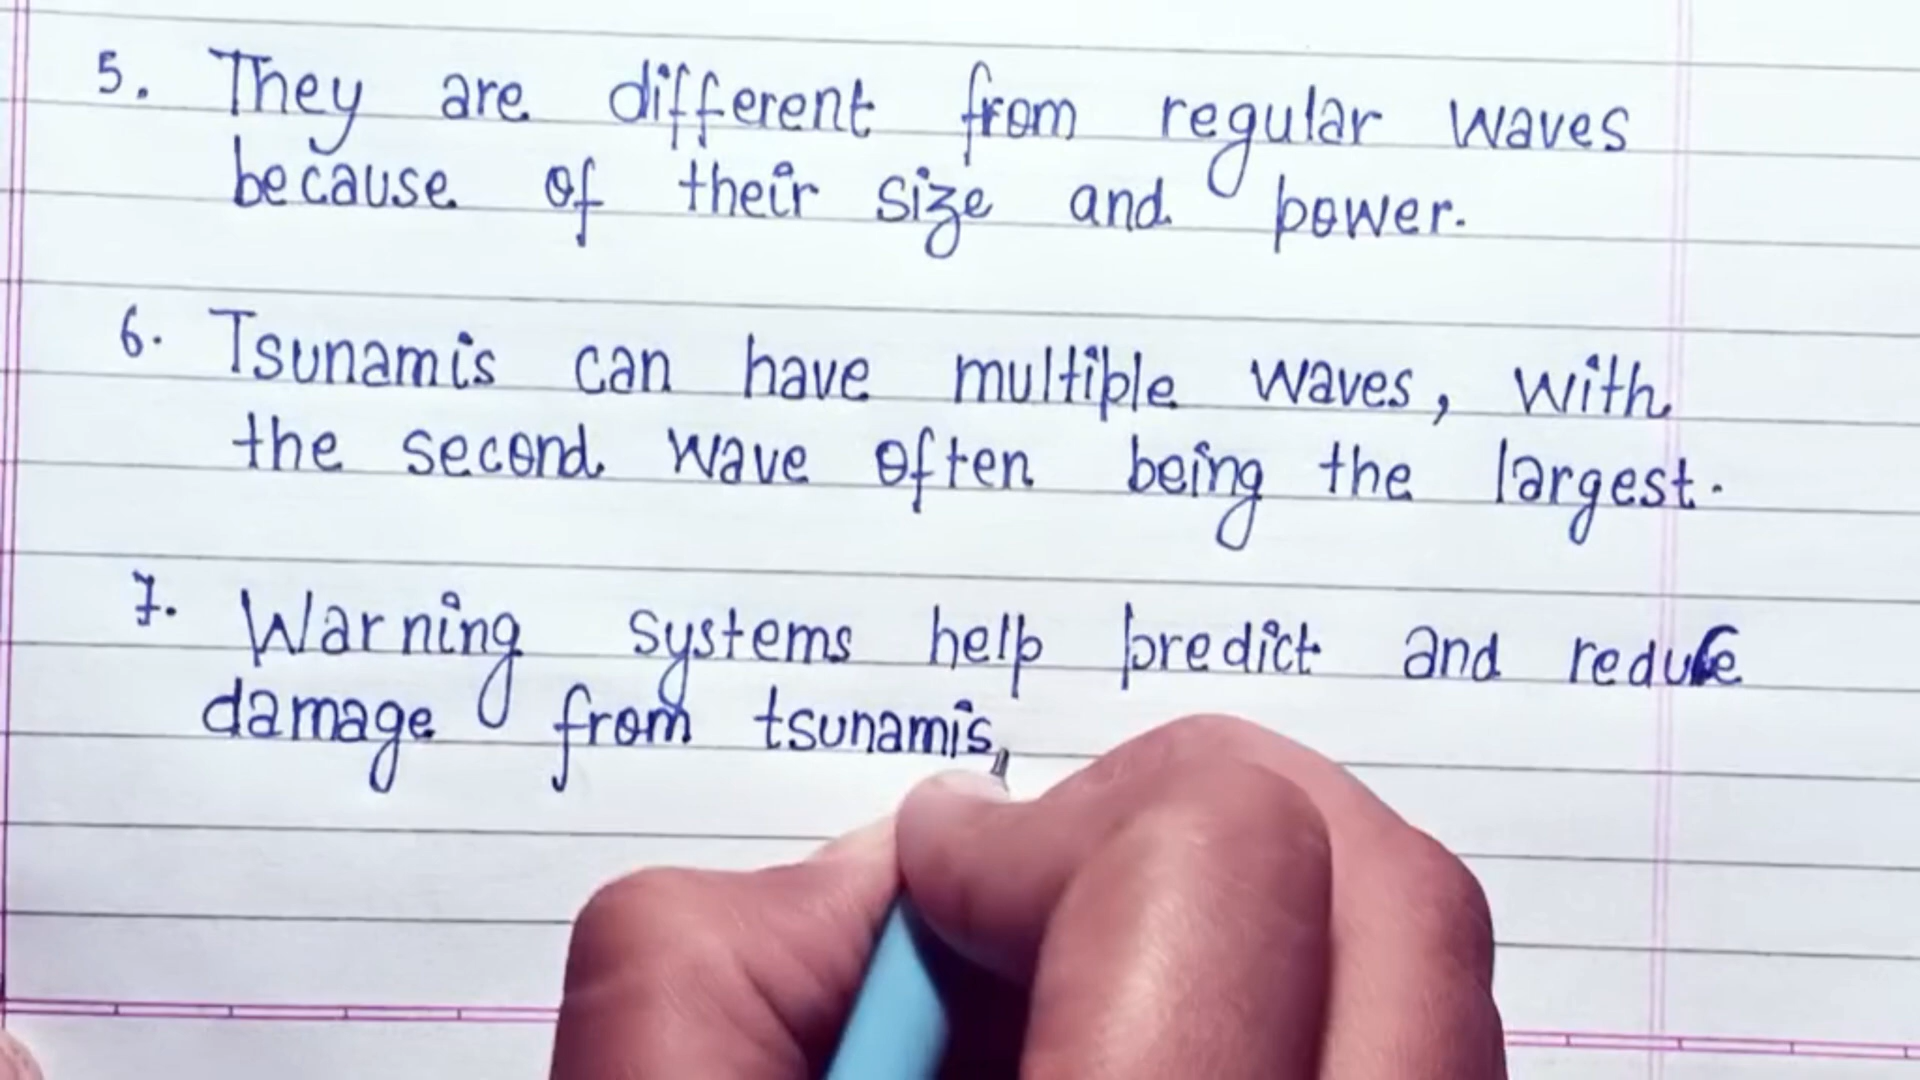 5. They are different from regular waves
because of their size and power.
6. Tsunamis can have multiple waves, with
the second wave often being the largest.
7. Warning systems help predict and reduce
damage from tsunamis